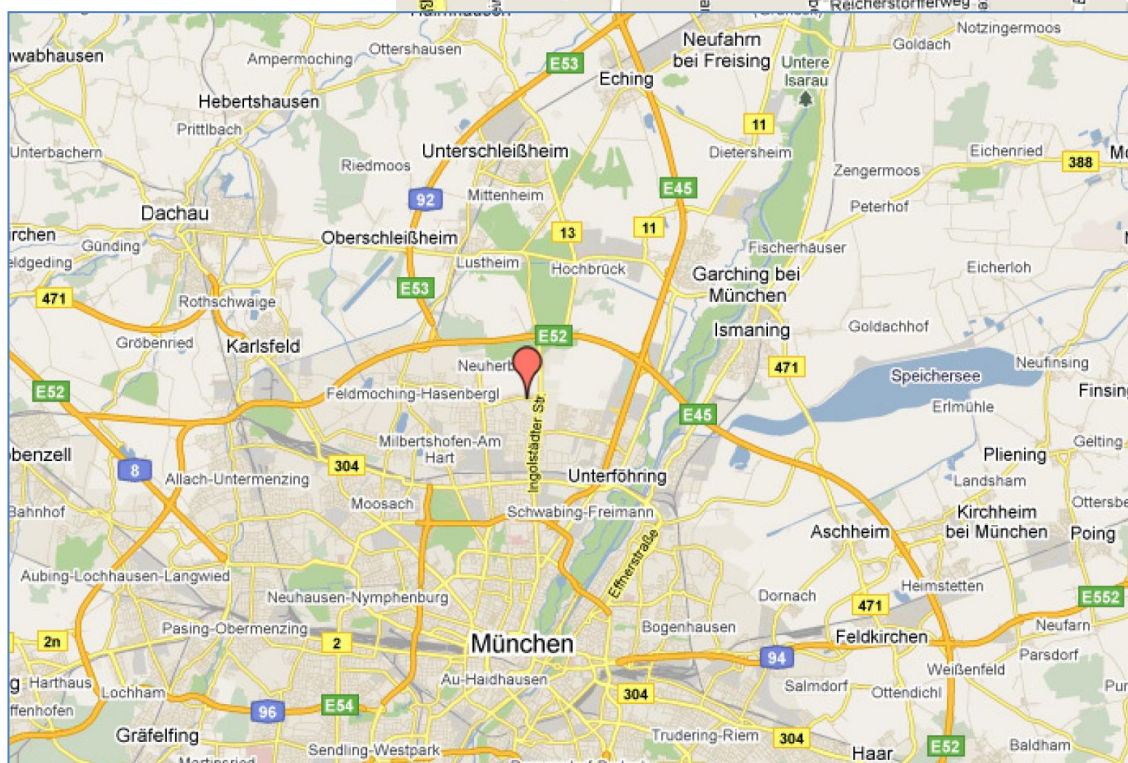 Reicherstorfferweg
Notzingermoos
Goldach
Ottershausen
Ampermoching
E53
Neufahrn
bei Freising
Untere
Isarau
Eching
Hebertshausen
Prittlbach
11
Unterbachern
Riedmoos
Unterschleißheim
Dietersheim
Eichenried
388
Zengermoos
Mittenheim
92
E45
Dachau
Peterhof
Günding
Oberschleißheim
13
11
Fischerhäuser
Lustheim
Hochbrück
Garching bei
München
Eicherloh
471
Rothschwaige
E53
Ismaning
Goldachhof
Gröbenried
Karlsfeld
E52
471
Neufinsing
Speichersee
E52
Feldmoching-Hasenbergl
Erlmühle
Ingolstädter Str.
E45
Milbertshofen-Am
Hart
Gelting
Pliening
8
304
Allach-Untermenzing
Unterföhring
Landsham
Moosach
Schwabing-Freimann
Kirchheim
bei München
Aschheim
Poing
Effnerstraße
Aubing-Lochhausen-Langwied
Heimstetten
Neuhausen-Nymphenburg
Dornach
471
E552
Pasing-Obermenzing
Bogenhausen
Neufarn
2n
2
München
Feldkirchen
94
Parsdorf
Weißenfeld
Harthaus
Lochham
Au-Haidhausen
304
Salmdorf
Ottendichl
96
E54
Gräfelfing
Trudering-Riem
304
Sendling-Westpark
Haar
E52
Baldham